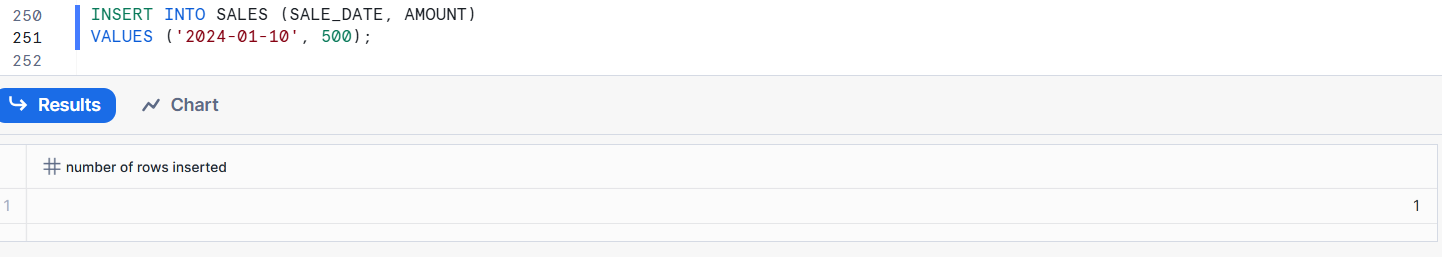 250 INSERT INTO SALES (SALE_DATE, AMOUNT)
251 VALUES ('2024-01-10', 500);
252
Results Chart
number of rows inserted
1 1